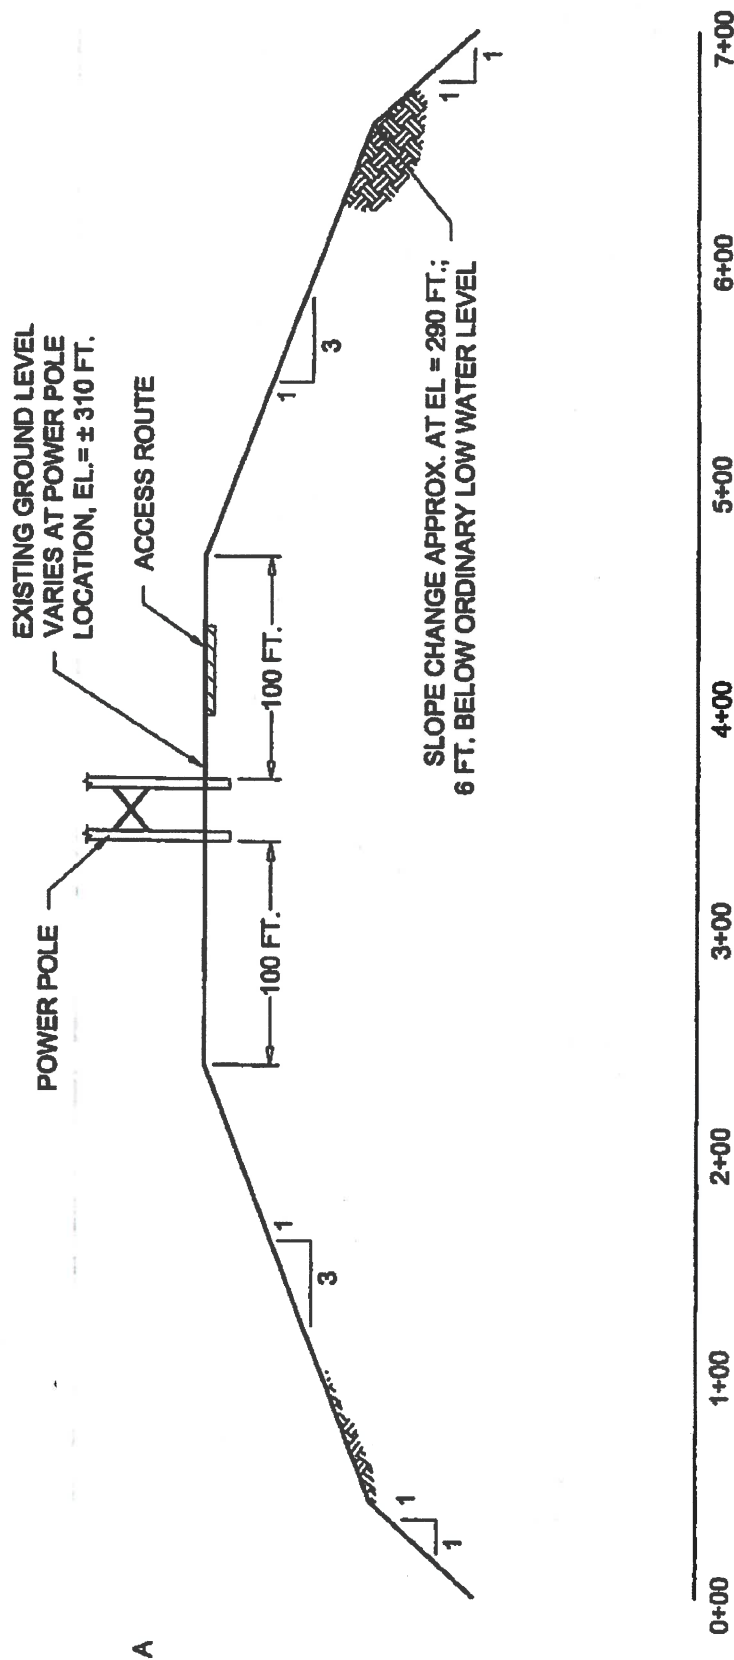 A
POWER POLE
EXISTING GROUND LEVEL
VARIES AT POWER POLE
LOCATION, EL.= ± 310 FT.
ACCESS ROUTE
100 FT.
100 FT.
1
3
1
3
1
1
1
1
SLOPE CHANGE APPROX. AT EL = 290 FT.;
6 FT. BELOW ORDINARY LOW WATER LEVEL
0+00
1+00
2+00
3+00
4+00
5+00
6+00
7+00